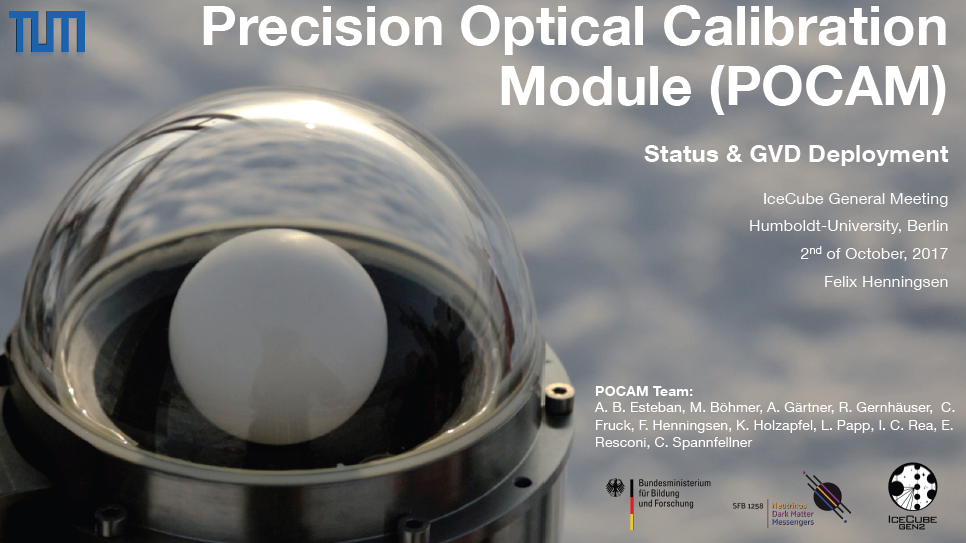 TUM
Precision Optical Calibration
Module (POCAM)
Status & GVD Deployment
IceCube General Meeting
Humboldt-University, Berlin
2nd of October, 2017
Felix Henningsen
POCAM Team:
A. B. Esteban, M. Böhmer, A. Gärtner, R. Gernhäuser, C.
Fruck, F. Henningsen, K. Holzapfel, L. Papp, I. C. Rea, E.
Resconi, C. Spannfellner
Bundesministerium
für Bildung
und Forschung
SFB 1258
Neutrinos
Dark Matter
Messengers
ICECUBE
GEN2